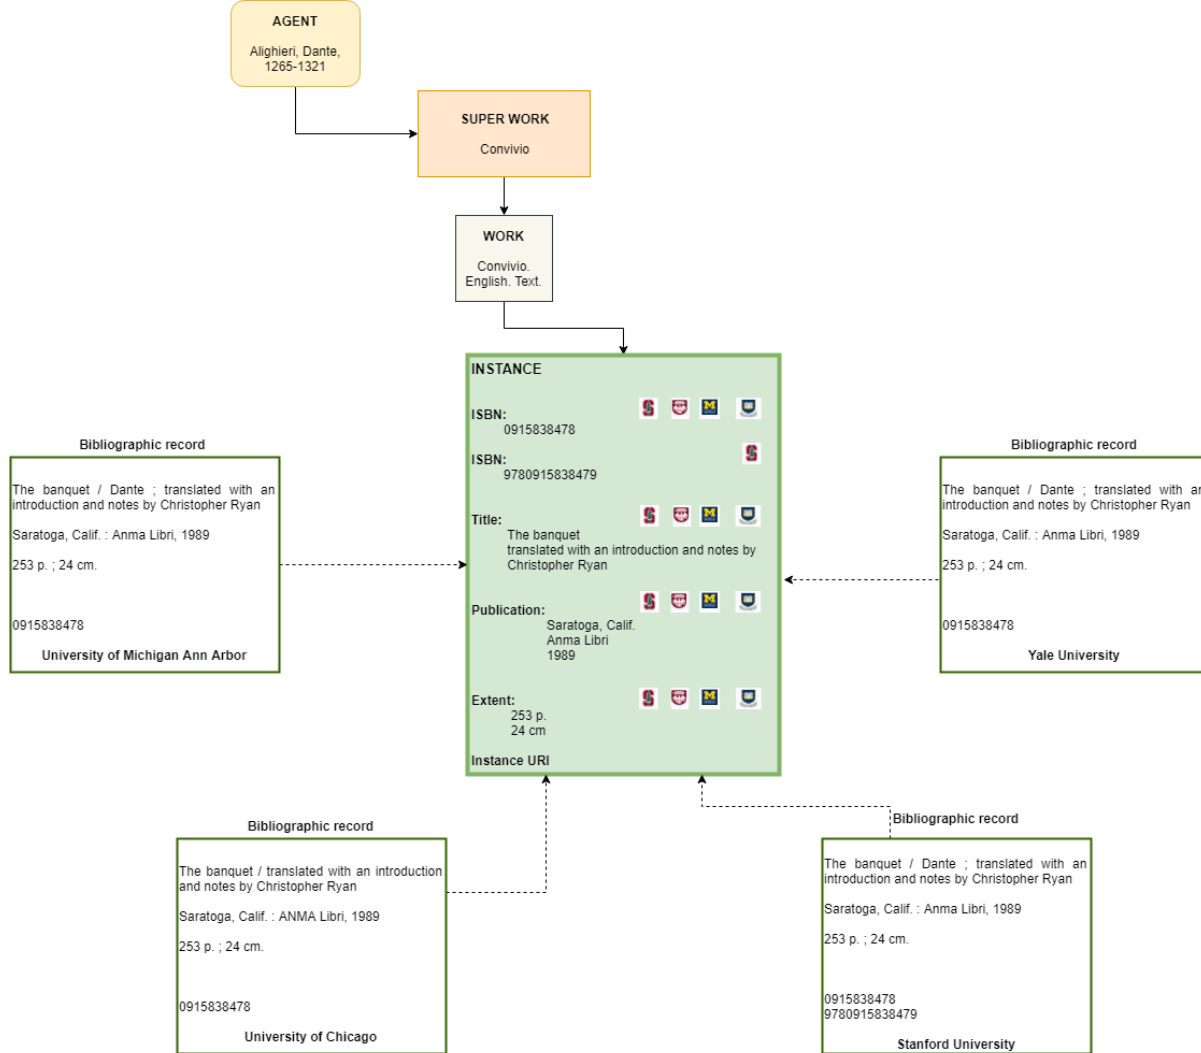 AGENT
Alighieri, Dante,
1265-1321
SUPER WORK
Convivio
WORK
Convivio.
English. Text.
INSTANCE
ISBN:
0915838478
ISBN:
9780915838479
Title:
The banquet
translated with an introduction and notes by
Christopher Ryan
Publication:
Saratoga, Calif.
Anma Libri
1989
Extent:
253 p.
24 cm
Instance URI
Bibliographic record
The banquet / Dante ; translated with an
introduction and notes by Christopher Ryan
Saratoga, Calif. : Anma Libri, 1989
253 p. ; 24 cm.
0915838478
University of Michigan Ann Arbor
Bibliographic record
The banquet / Dante ; translated with an
introduction and notes by Christopher Ryan
Saratoga, Calif. : Anma Libri, 1989
253 p. ; 24 cm.
0915838478
Yale University
Bibliographic record
The banquet / translated with an introduction
and notes by Christopher Ryan
Saratoga, Calif. : ANMA Libri, 1989
253 p. ; 24 cm.
0915838478
University of Chicago
Bibliographic record
The banquet / Dante ; translated with an
introduction and notes by Christopher Ryan
Saratoga, Calif. : Anma Libri, 1989
253 p. ; 24 cm.
0915838478
9780915838479
Stanford University